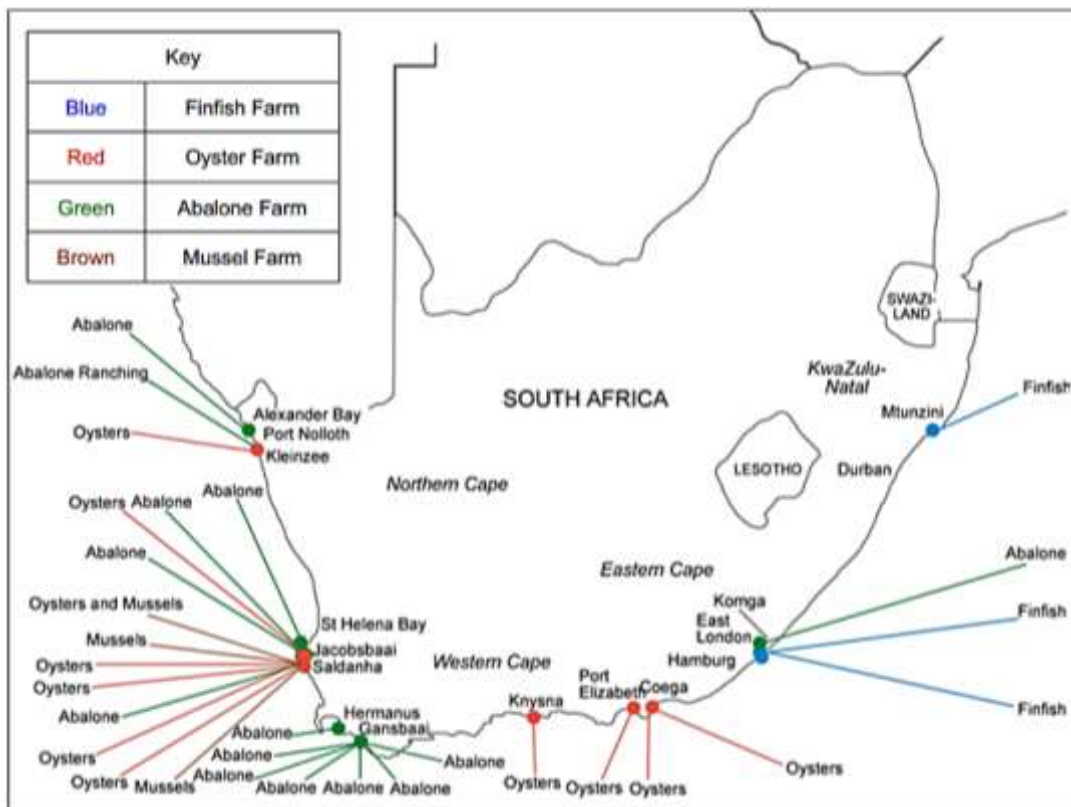 Key
Blue Finfish Farm
Red Oyster Farm
Green Abalone Farm
Brown Mussel Farm
SWAZI-
LAND
Abalone
KwaZulu-
Natal
Abalone Ranching
SOUTH AFRICA
Finfish
Alexander Bay
Mtunzini
Oysters
Port Nolloth
Kleinzee
LESOTHO
Durban
Northern Cape
Abalone
Oysters
Abalone
Abalone
Abalone
Eastern Cape
Komga
Oysters and Mussels
Finfish
St Helena Bay
East
London
Mussels
Jacobsbaai
Hamburg
Oysters
Saldanha
Western Cape
Oysters
Port
Elizabeth
Coega
Knysna
Abalone
Hermanus
Finfish
Abalone
Gansbaai
Oysters
Abalone
Abalone
Oysters
Oysters
Mussels
Abalone
Abalone
Abalone
Abalone
Oysters
Oysters
Oysters